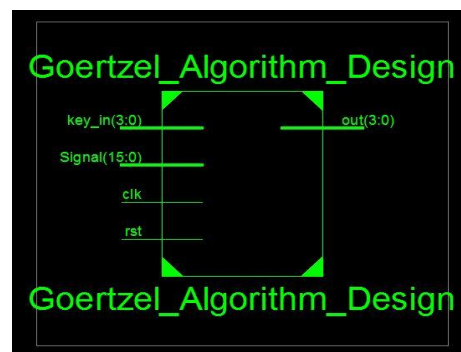 Goertzel_Algorithm_Design
key_in(3:0)
out(3:0)
Signal(15:0)
clk
rst
Goertzel_Algorithm_Design